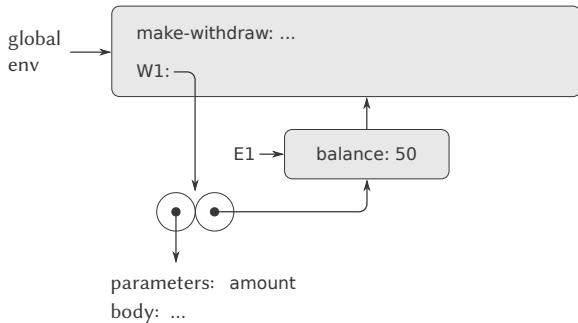 global
env
make-withdraw: ...
W1:
E1
balance: 50
parameters: amount
body: ...